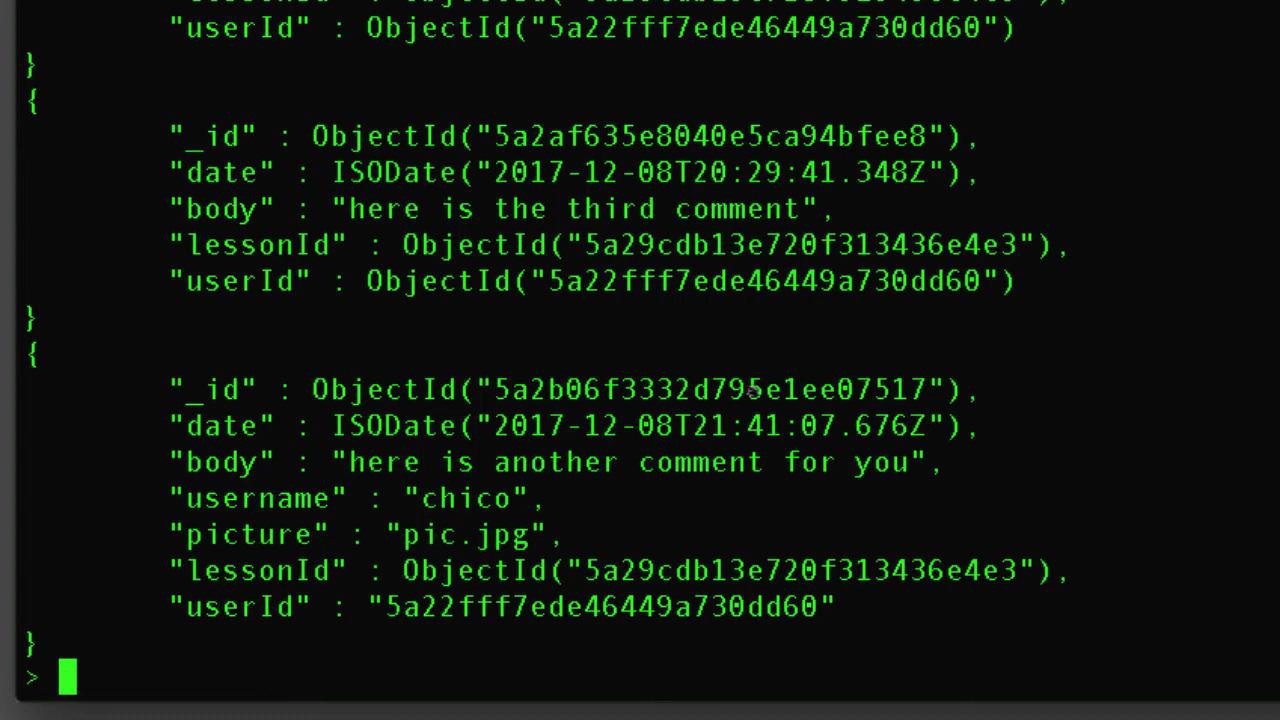 "userId" : ObjectId("5a22fff7ede46449a730dd60")
}
{
"_id" : ObjectId("5a2af635e8040e5ca94bfee8"),
"date" : ISODate("2017-12-08T20:29:41.348Z"),
"body" : "here is the third comment",
"lessonId" : ObjectId("5a29cdb13e720f313436e4e3"),
"userId" : ObjectId("5a22fff7ede46449a730dd60")
}
{
"_id" : ObjectId("5a2b06f3332d795e1ee07517"),
"date" : ISODate("2017-12-08T21:41:07.676Z"),
"body" : "here is another comment for you",
"username" : "chico",
"picture" : "pic.jpg",
"lessonId" : ObjectId("5a29cdb13e720f313436e4e3"),
"userId" : "5a22fff7ede46449a730dd60"
}
>